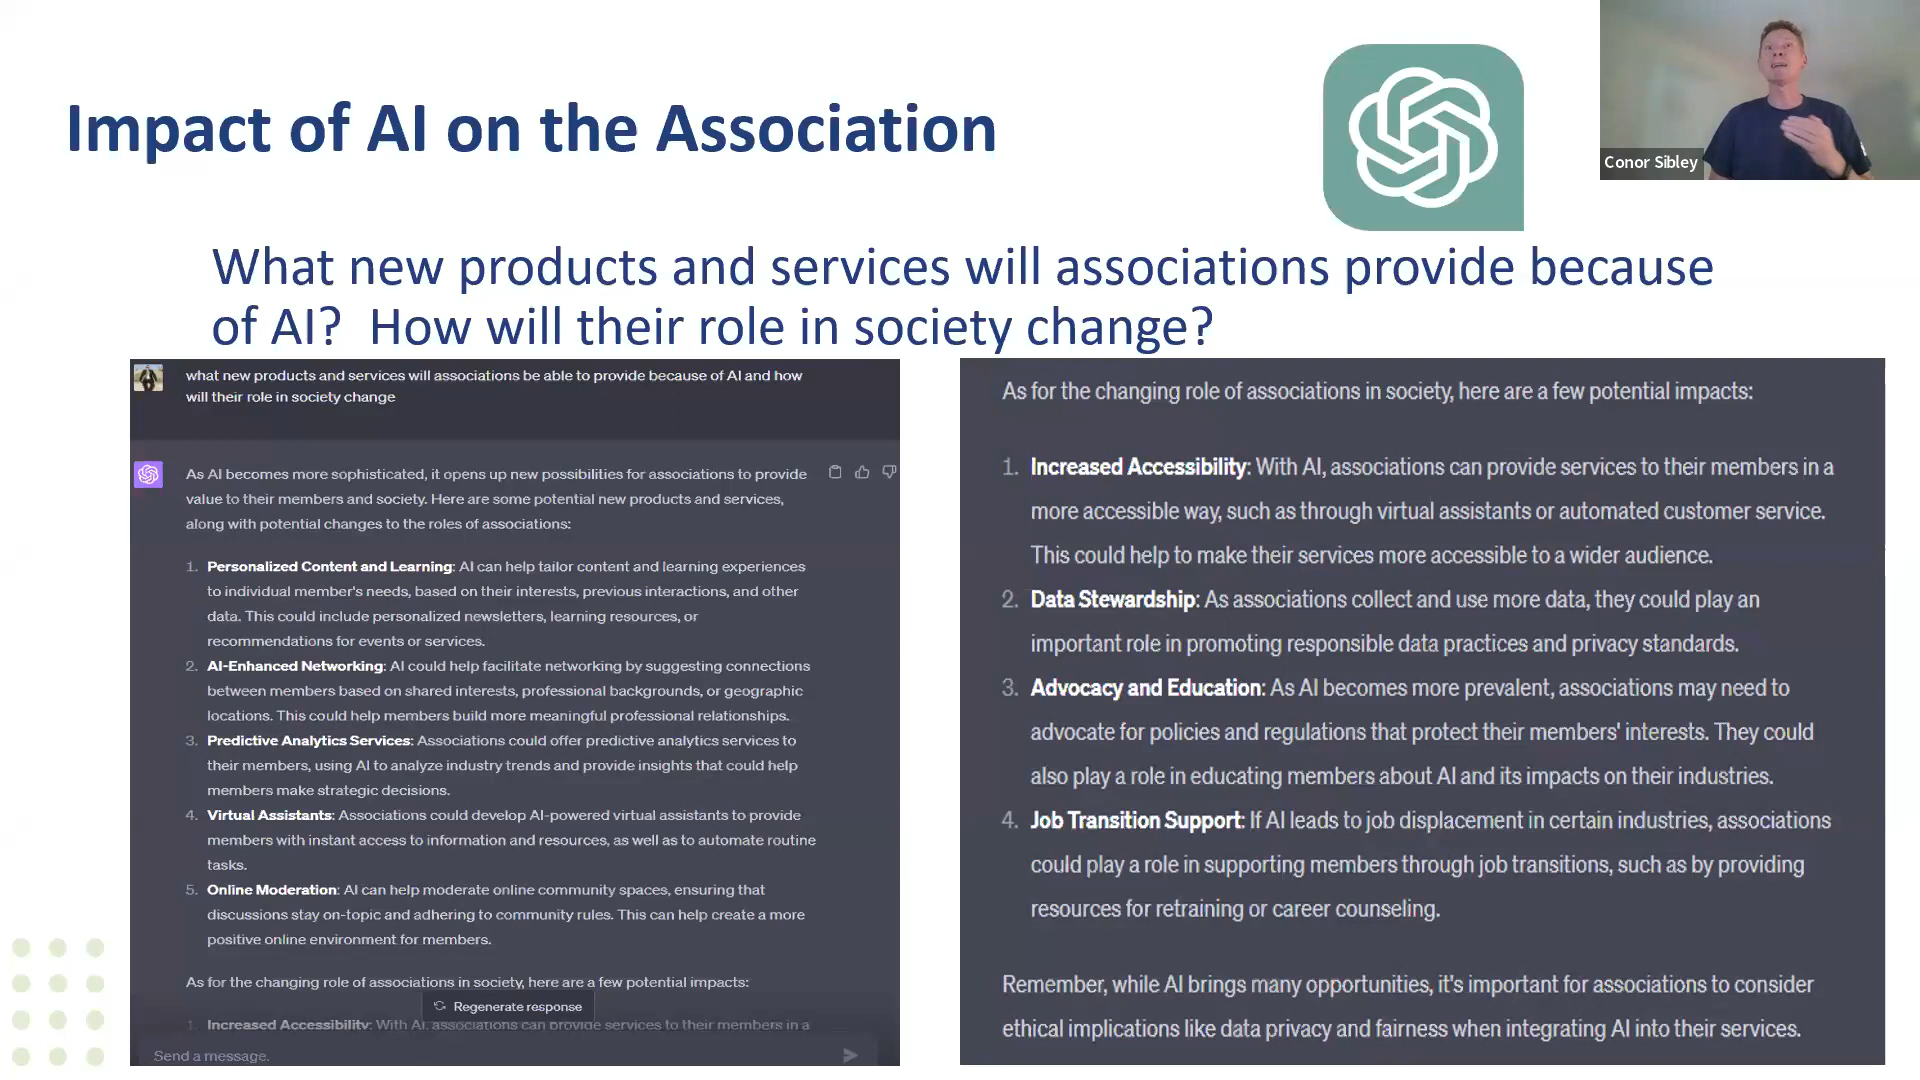 Impact of AI on the Association
Conor Sibley
What new products and services will associations provide because
of AI?  How will their role in society change?
what new products and services will associations be able to provide because of AI and how
will their role in society change
As AI becomes more sophisticated, it opens up new possibilities for associations to provide
value to their members and society. Here are some potential new products and services,
along with potential changes to the roles of associations:
1. Personalized Content and Learning: AI can help tailor content and learning experiences
to individual member's needs, based on their interests, previous interactions, and other
data. This could include personalized newsletters, learning resources, or
recommendations for events or services.
2. AI-Enhanced Networking: AI could help facilitate networking by suggesting connections
between members based on shared interests, professional backgrounds, or geographic
locations. This could help members build more meaningful professional relationships.
3. Predictive Analytics Services: Associations could offer predictive analytics services to
their members, using AI to analyze industry trends and provide insights that could help
members make strategic decisions.
4. Virtual Assistants: Associations could develop AI-powered virtual assistants to provide
members with instant access to information and resources, as well as to automate routine
tasks.
5. Online Moderation: AI can help moderate online community spaces, ensuring that
discussions stay on-topic and adhering to community rules. This can help create a more
positive online environment for members.
As for the changing role of associations in society, here are a few potential impacts:
Regenerate response
1. Increased Accessibility: With AI, associations can provide services to their members in a
Send a message.
As for the changing role of associations in society, here are a few potential impacts:
1. Increased Accessibility: With AI, associations can provide services to their members in a
more accessible way, such as through virtual assistants or automated customer service.
This could help to make their services more accessible to a wider audience.
2. Data Stewardship: As associations collect and use more data, they could play an
important role in promoting responsible data practices and privacy standards.
3. Advocacy and Education: As AI becomes more prevalent, associations may need to
advocate for policies and regulations that protect their members' interests. They could
also play a role in educating members about AI and its impacts on their industries.
4. Job Transition Support: If AI leads to job displacement in certain industries, associations
could play a role in supporting members through job transitions, such as by providing
resources for retraining or career counseling.
Remember, while AI brings many opportunities, it's important for associations to consider
ethical implications like data privacy and fairness when integrating AI into their services.